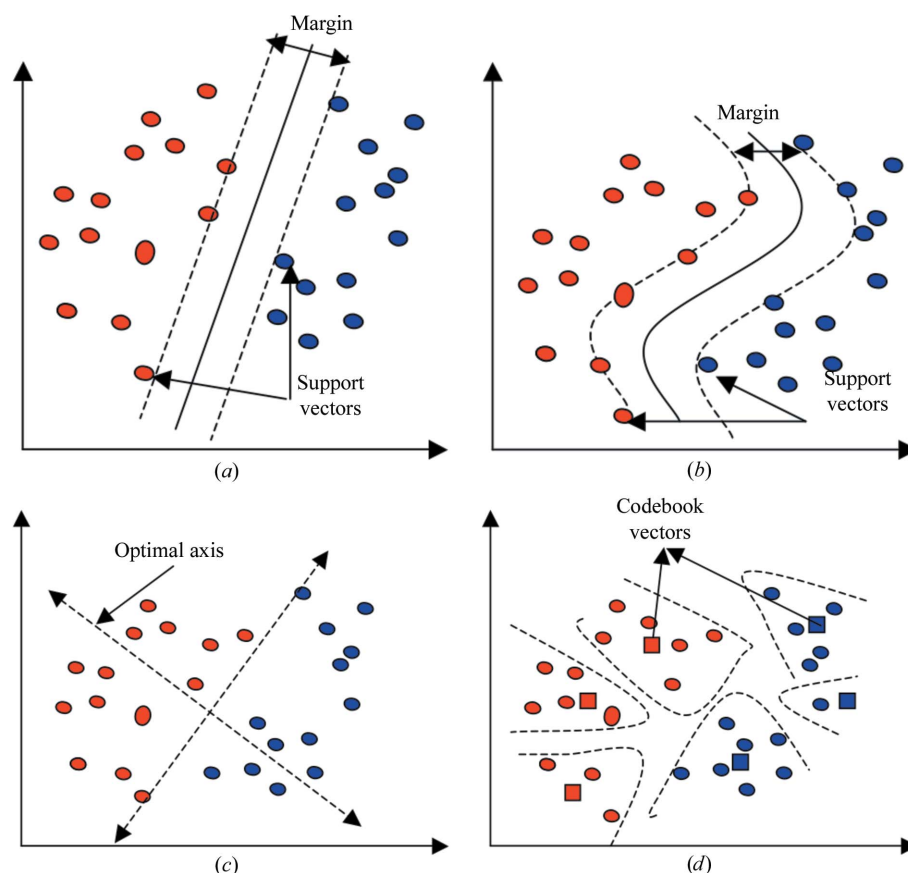 Margin
Support
vectors
(a)
Margin
Support
vectors
(b)
Optimal axis
(c)
Codebook
vectors
(d)